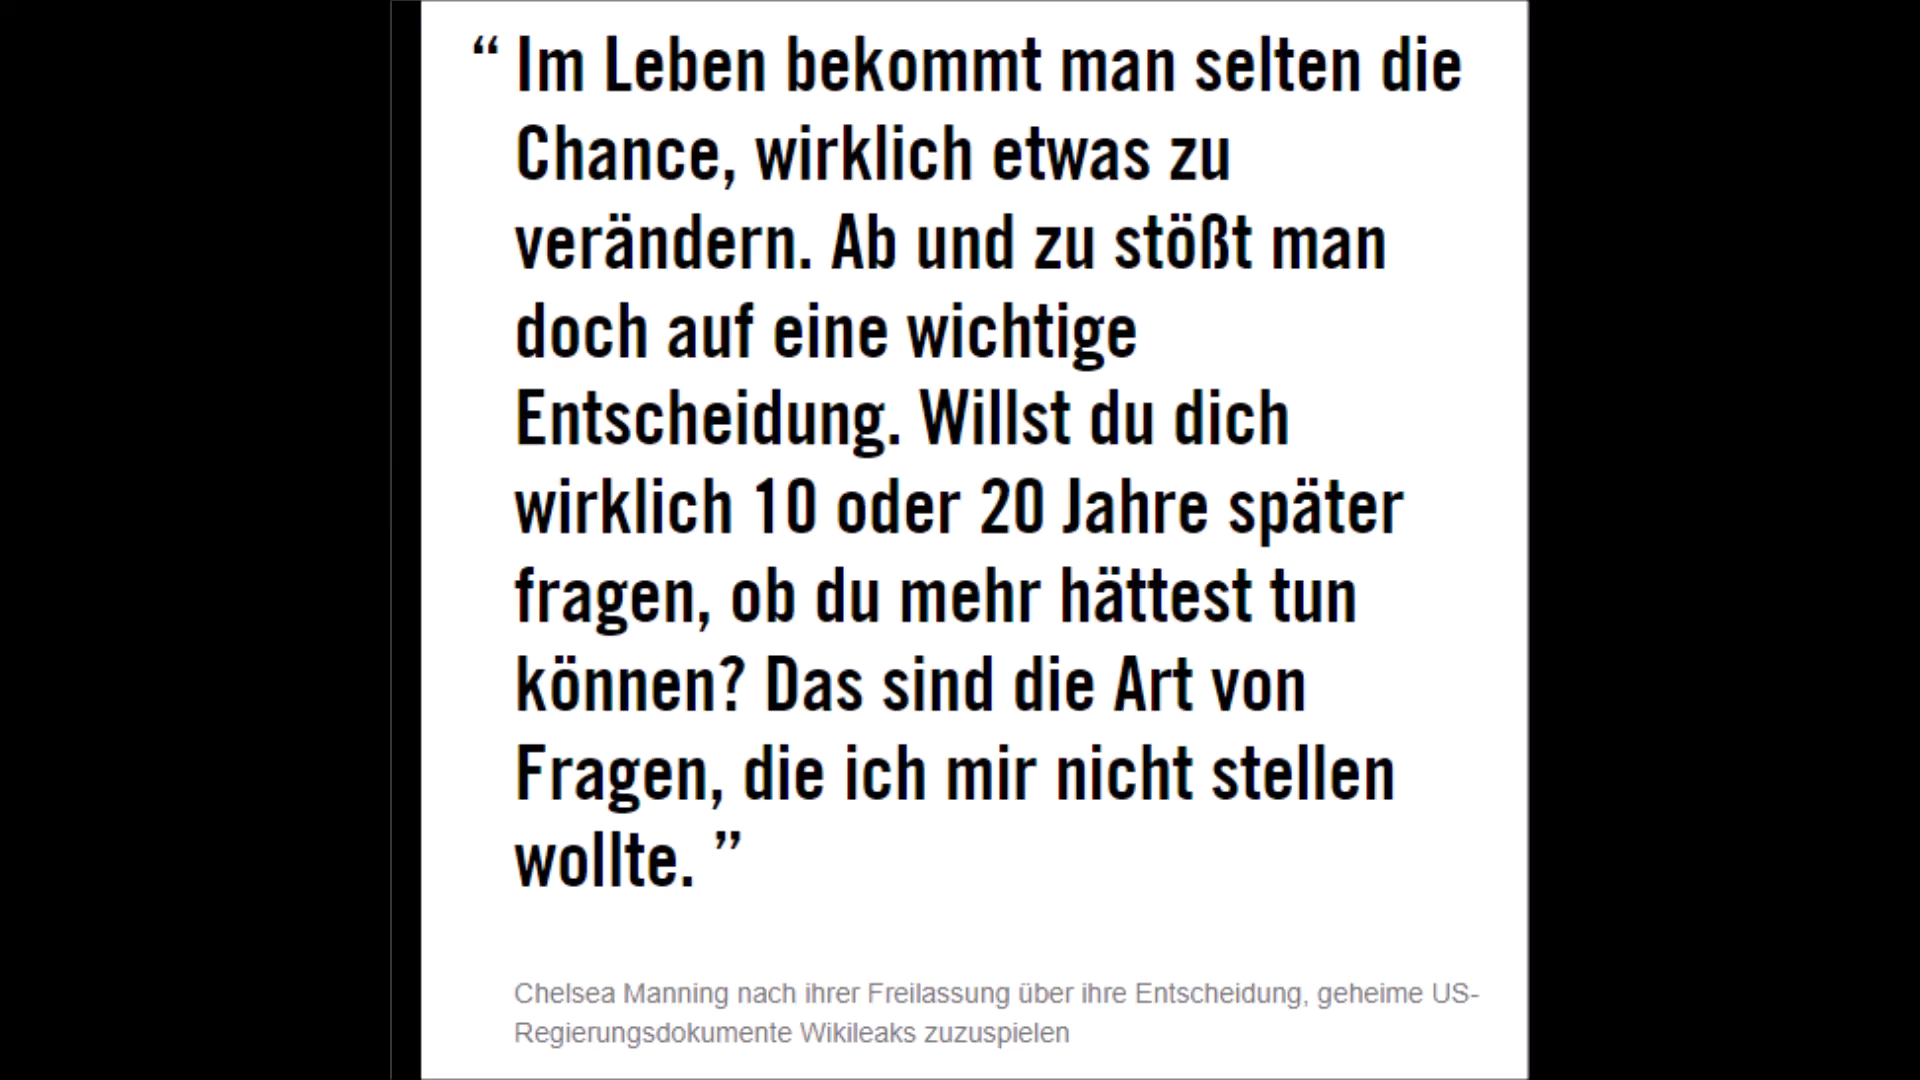 “ Im Leben bekommt man selten die
Chance, wirklich etwas zu
verändern. Ab und zu stößt man
doch auf eine wichtige
Entscheidung. Willst du dich
wirklich 10 oder 20 Jahre später
fragen, ob du mehr hättest tun
können? Das sind die Art von
Fragen, die ich mir nicht stellen
wollte. ”
Chelsea Manning nach ihrer Freilassung über ihre Entscheidung, geheime US-
Regierungsdokumente Wikileaks zuzuspielen